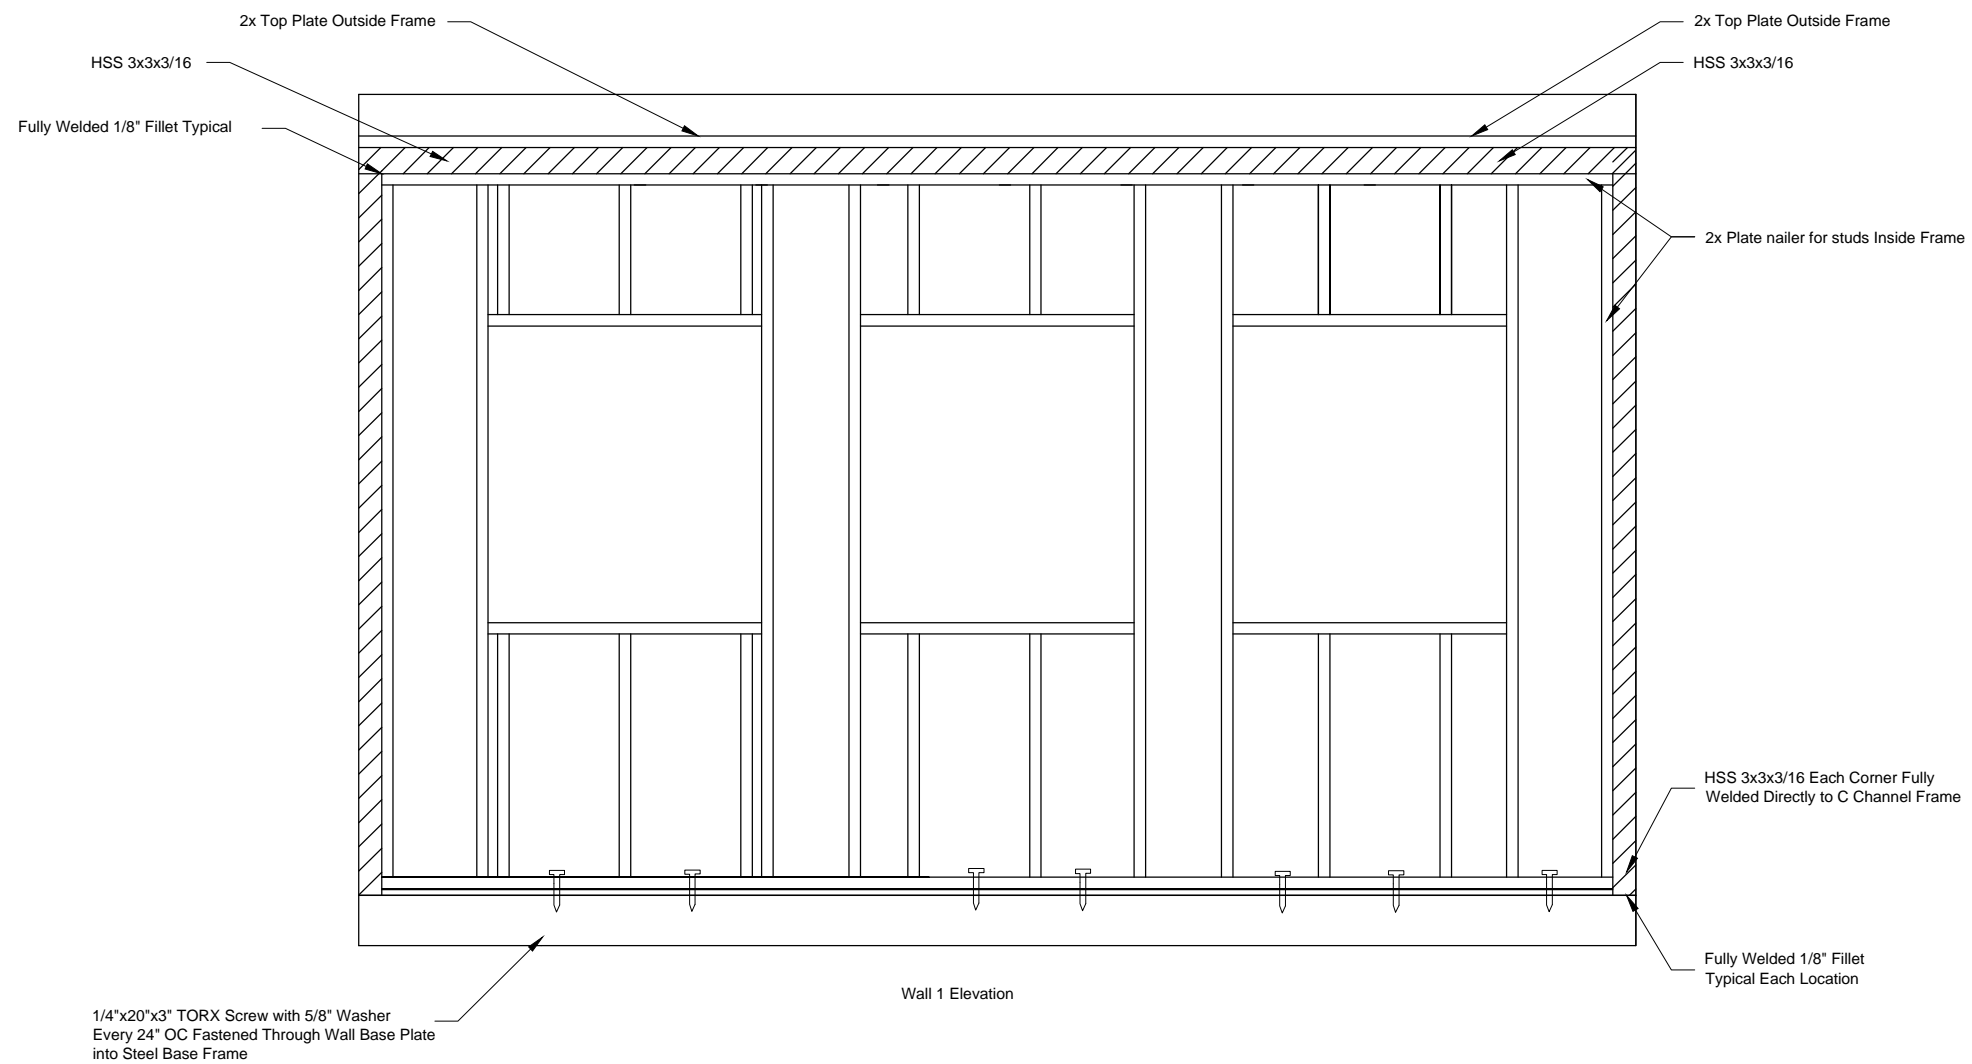 2x Top Plate Outside Frame
2x Top Plate Outside Frame
HSS 3x3x3/16
HSS 3x3x3/16
Fully Welded 1/8" Fillet Typical
2x Plate nailer for studs Inside Frame
HSS 3x3x3/16 Each Corner Fully
Welded Directly to C Channel Frame
Fully Welded 1/8" Fillet
Typical Each Location
Wall 1 Elevation
1/4"x20"x3" TORX Screw with 5/8" Washer
Every 24" OC Fastened Through Wall Base Plate
into Steel Base Frame